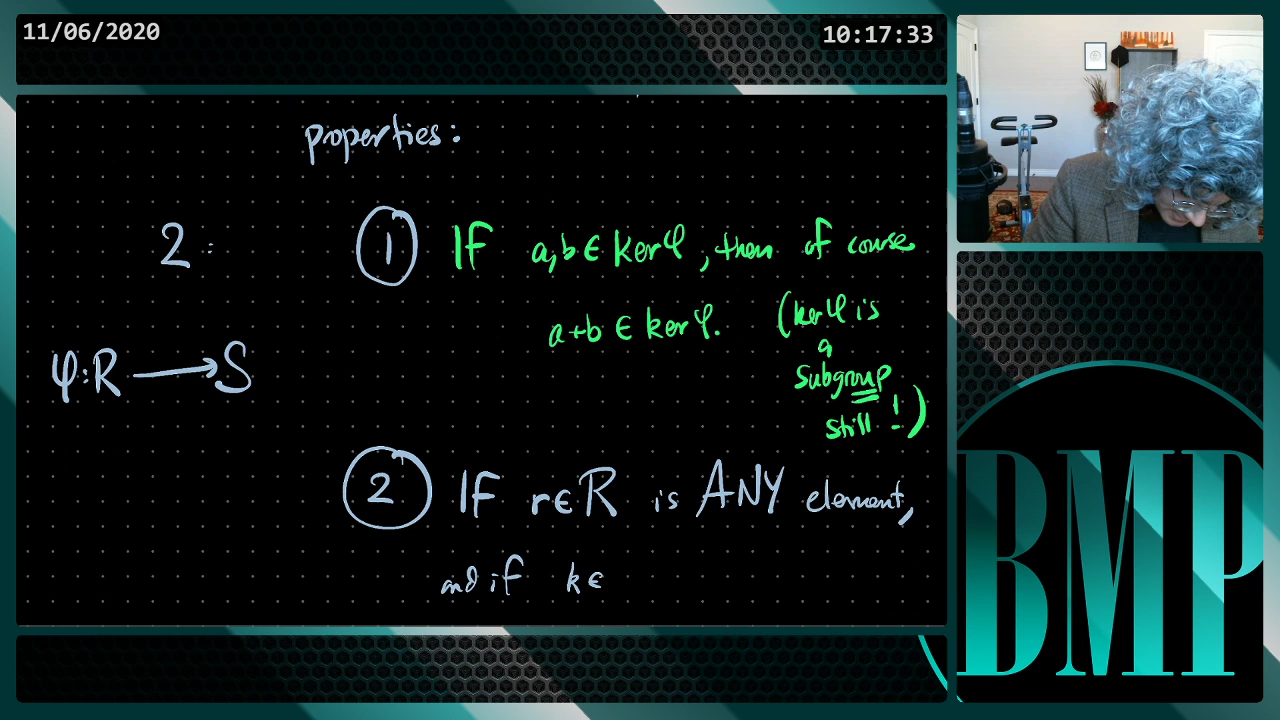 11/06/2020
10:17:33
properties:
2:
φ:R → S
① IF a,b ∈ ker φ, then of course
a+b ∈ ker φ.
(ker φ is
a
subgroup
still!)
② IF r∈R is ANY element,
and if k∈
BMP